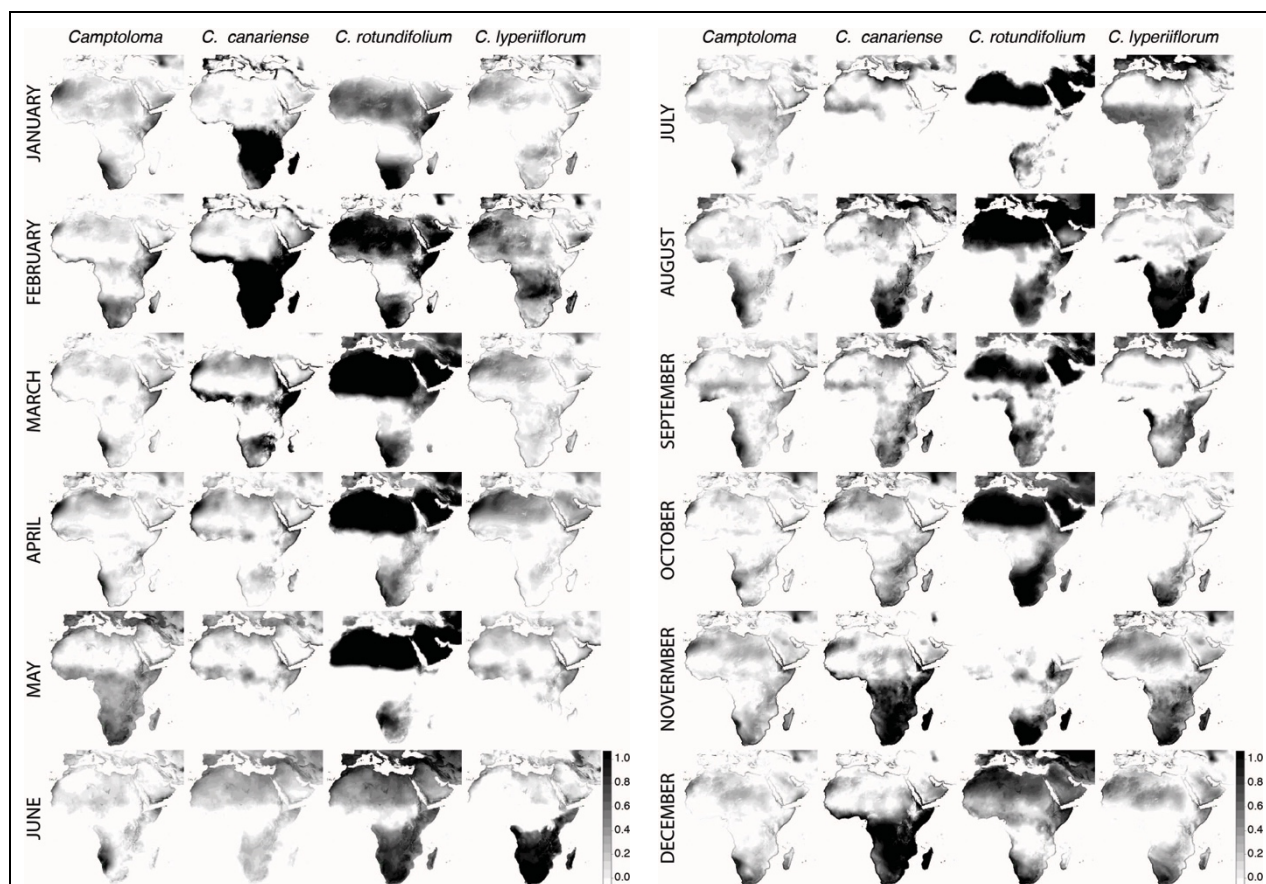 Camptoloma C. canariense C. rotundifolium C. lyperiiflorum
JANUARY
FEBRUARY
MARCH
APRIL
MAY
JUNE
1.0
0.8
0.6
0.4
0.2
0.0
Camptoloma C. canariense C. rotundifolium C. lyperiiflorum
JULY
AUGUST
SEPTEMBER
OCTOBER
NOVERMBER
DECEMBER
1.0
0.8
0.6
0.4
0.2
0.0